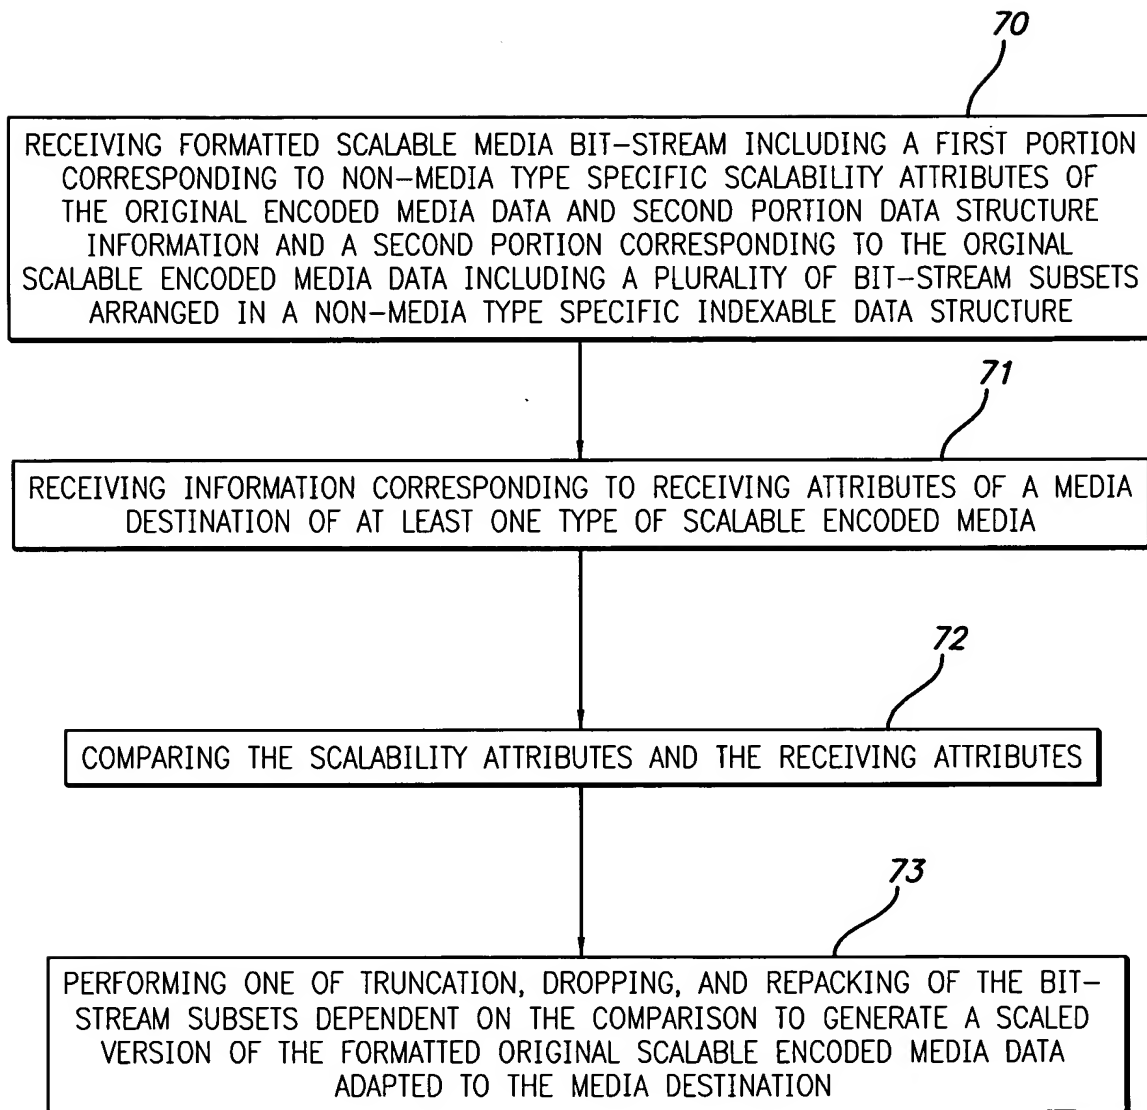 70
RECEIVING FORMATTED SCALABLE MEDIA BIT-STREAM INCLUDING A FIRST PORTION
CORRESPONDING TO NON-MEDIA TYPE SPECIFIC SCALABILITY ATTRIBUTES OF
THE ORIGINAL ENCODED MEDIA DATA AND SECOND PORTION DATA STRUCTURE
INFORMATION AND A SECOND PORTION CORRESPONDING TO THE ORGINAL
SCALABLE ENCODED MEDIA DATA INCLUDING A PLURALITY OF BIT-STREAM SUBSETS
ARRANGED IN A NON-MEDIA TYPE SPECIFIC INDEXABLE DATA STRUCTURE
71
RECEIVING INFORMATION CORRESPONDING TO RECEIVING ATTRIBUTES OF A MEDIA
DESTINATION OF AT LEAST ONE TYPE OF SCALABLE ENCODED MEDIA
72
COMPARING THE SCALABILITY ATTRIBUTES AND THE RECEIVING ATTRIBUTES
73
PERFORMING ONE OF TRUNCATION, DROPPING, AND REPACKING OF THE BIT-
STREAM SUBSETS DEPENDENT ON THE COMPARISON TO GENERATE A SCALED
VERSION OF THE FORMATTED ORIGINAL SCALABLE ENCODED MEDIA DATA
ADAPTED TO THE MEDIA DESTINATION